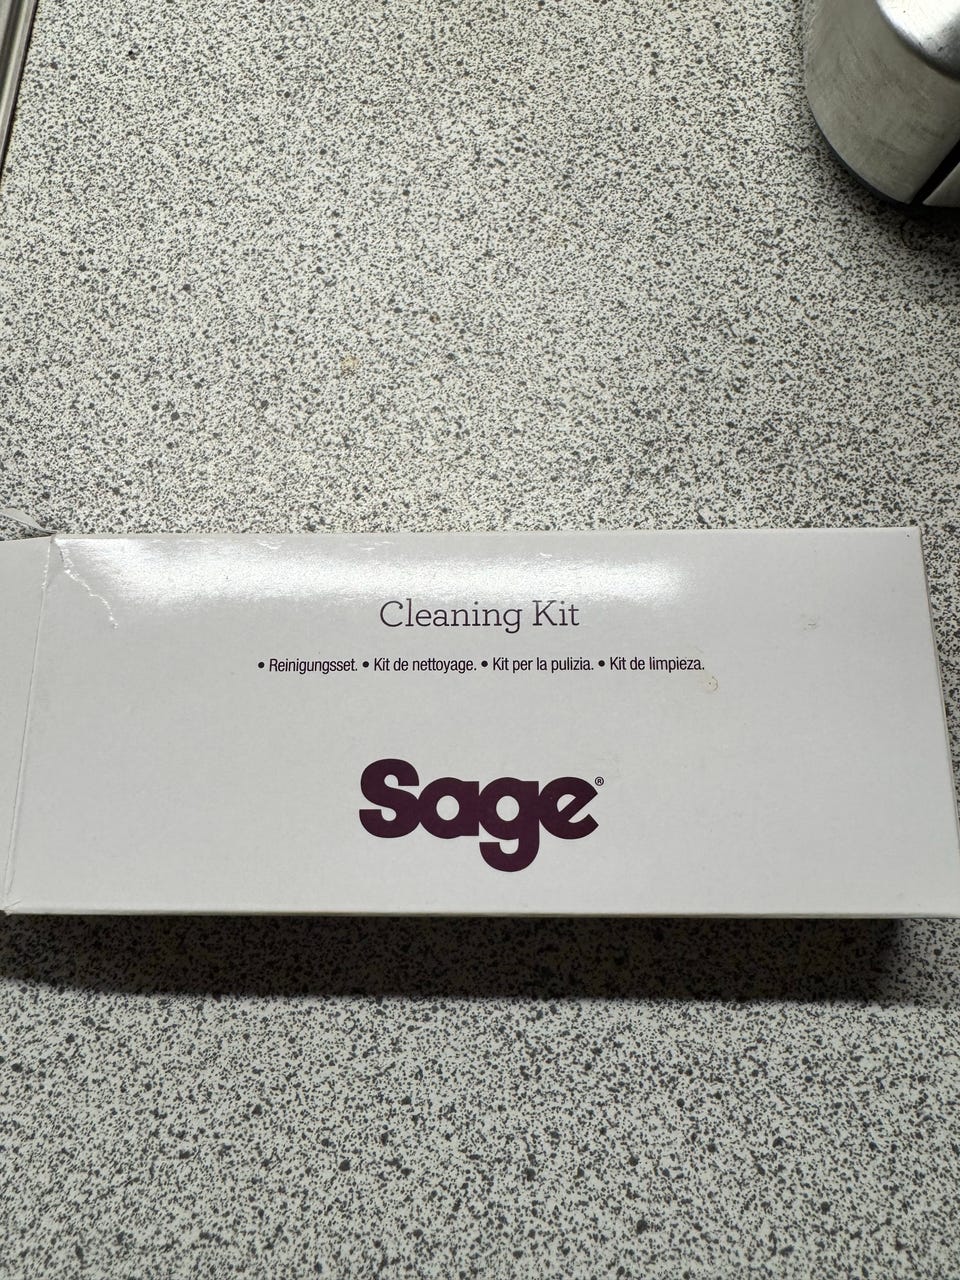 Cleaning Kit
• Reinigungsset. • Kit de nettoyage. • Kit per la pulizia. • Kit de limpieza.
Sage®